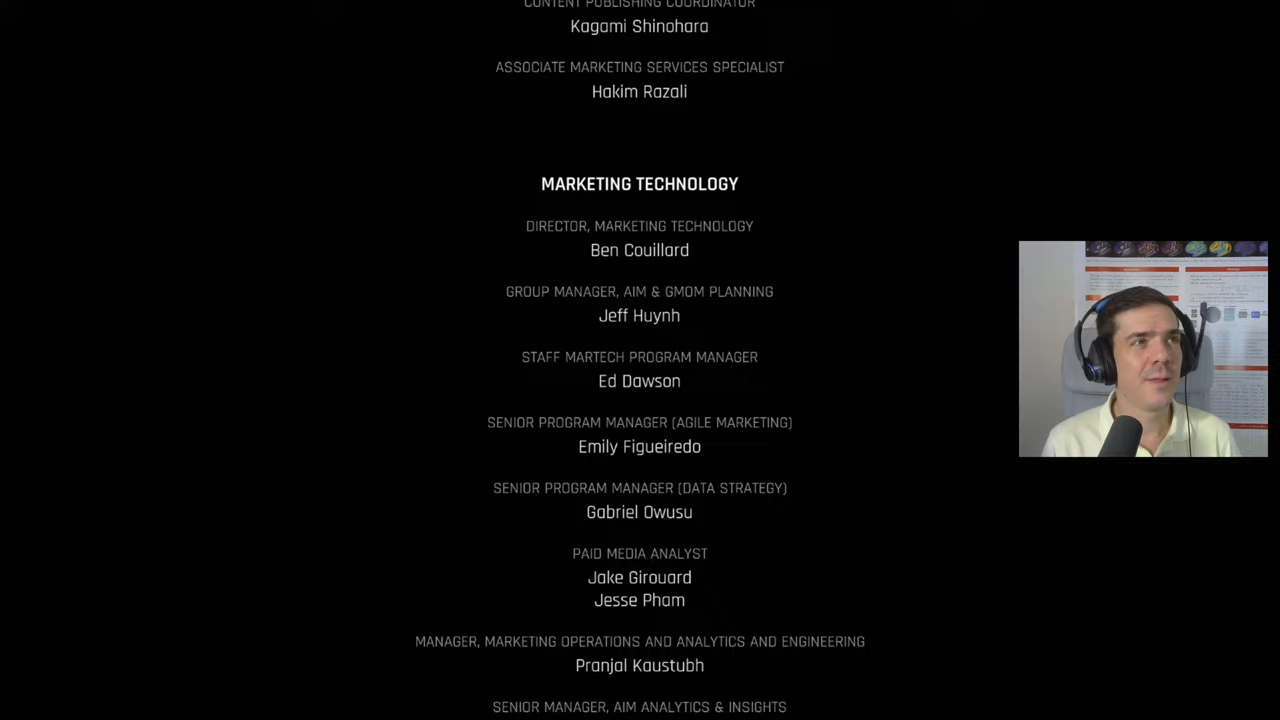 CONTENT PUBLISHING COORDINATOR
Kagami Shinohara
ASSOCIATE MARKETING SERVICES SPECIALIST
Hakim Razali
MARKETING TECHNOLOGY
DIRECTOR, MARKETING TECHNOLOGY
Ben Couillard
GROUP MANAGER, AIM & GMOM PLANNING
Jeff Huynh
STAFF MARTECH PROGRAM MANAGER
Ed Dawson
SENIOR PROGRAM MANAGER (AGILE MARKETING)
Emily Figueiredo
SENIOR PROGRAM MANAGER (DATA STRATEGY)
Gabriel Owusu
PAID MEDIA ANALYST
Jake Girouard
Jesse Pham
MANAGER, MARKETING OPERATIONS AND ANALYTICS AND ENGINEERING
Pranjal Kaustubh
SENIOR MANAGER, AIM ANALYTICS & INSIGHTS